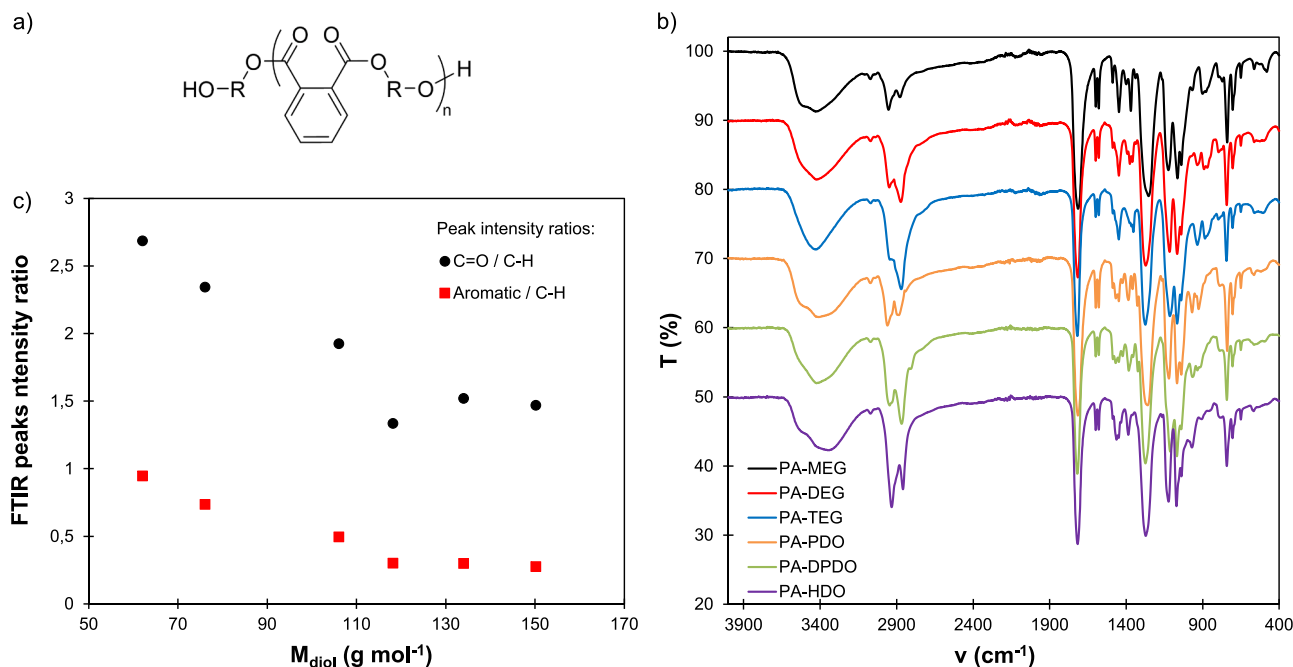 a)
O
O
O
O
H
HO
R
R
O
n
c)
3
2,5
2
1,5
1
0,5
0
FTIR peaks ntensity ratio
Peak intensity ratios:
C=O / C-H
Aromatic / C-H
50
70
90
110
130
150
170
Mdiol (g mol-1)
b)
100
90
80
70
60
50
40
30
20
T (%)
PA-MEG
PA-DEG
PA-TEG
PA-PDO
PA-DPDO
PA-HDO
3900
3400
2900
2400
1900
1400
900
400
ν (cm-1)